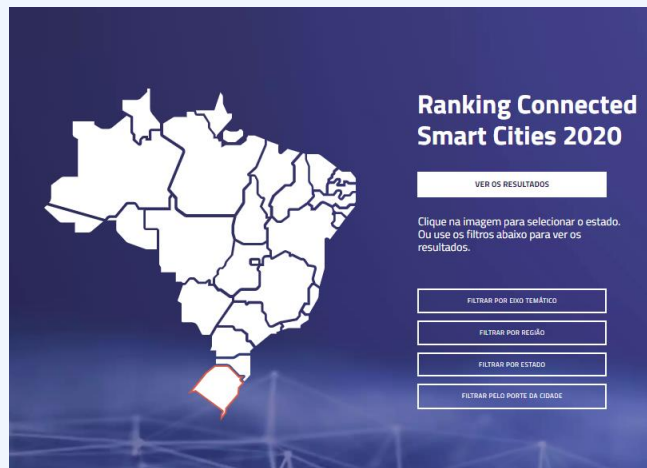 Ranking Connected
Smart Cities 2020
VER OS RESULTADOS
Clique na imagem para selecionar o estado.
Ou use os filtros abaixo para ver os
resultados.
FILTRAR POR EIXO TEMÁTICO
FILTRAR POR REGIÃO
FILTRAR POR ESTADO
FILTRAR PELO PORTE DA CIDADE